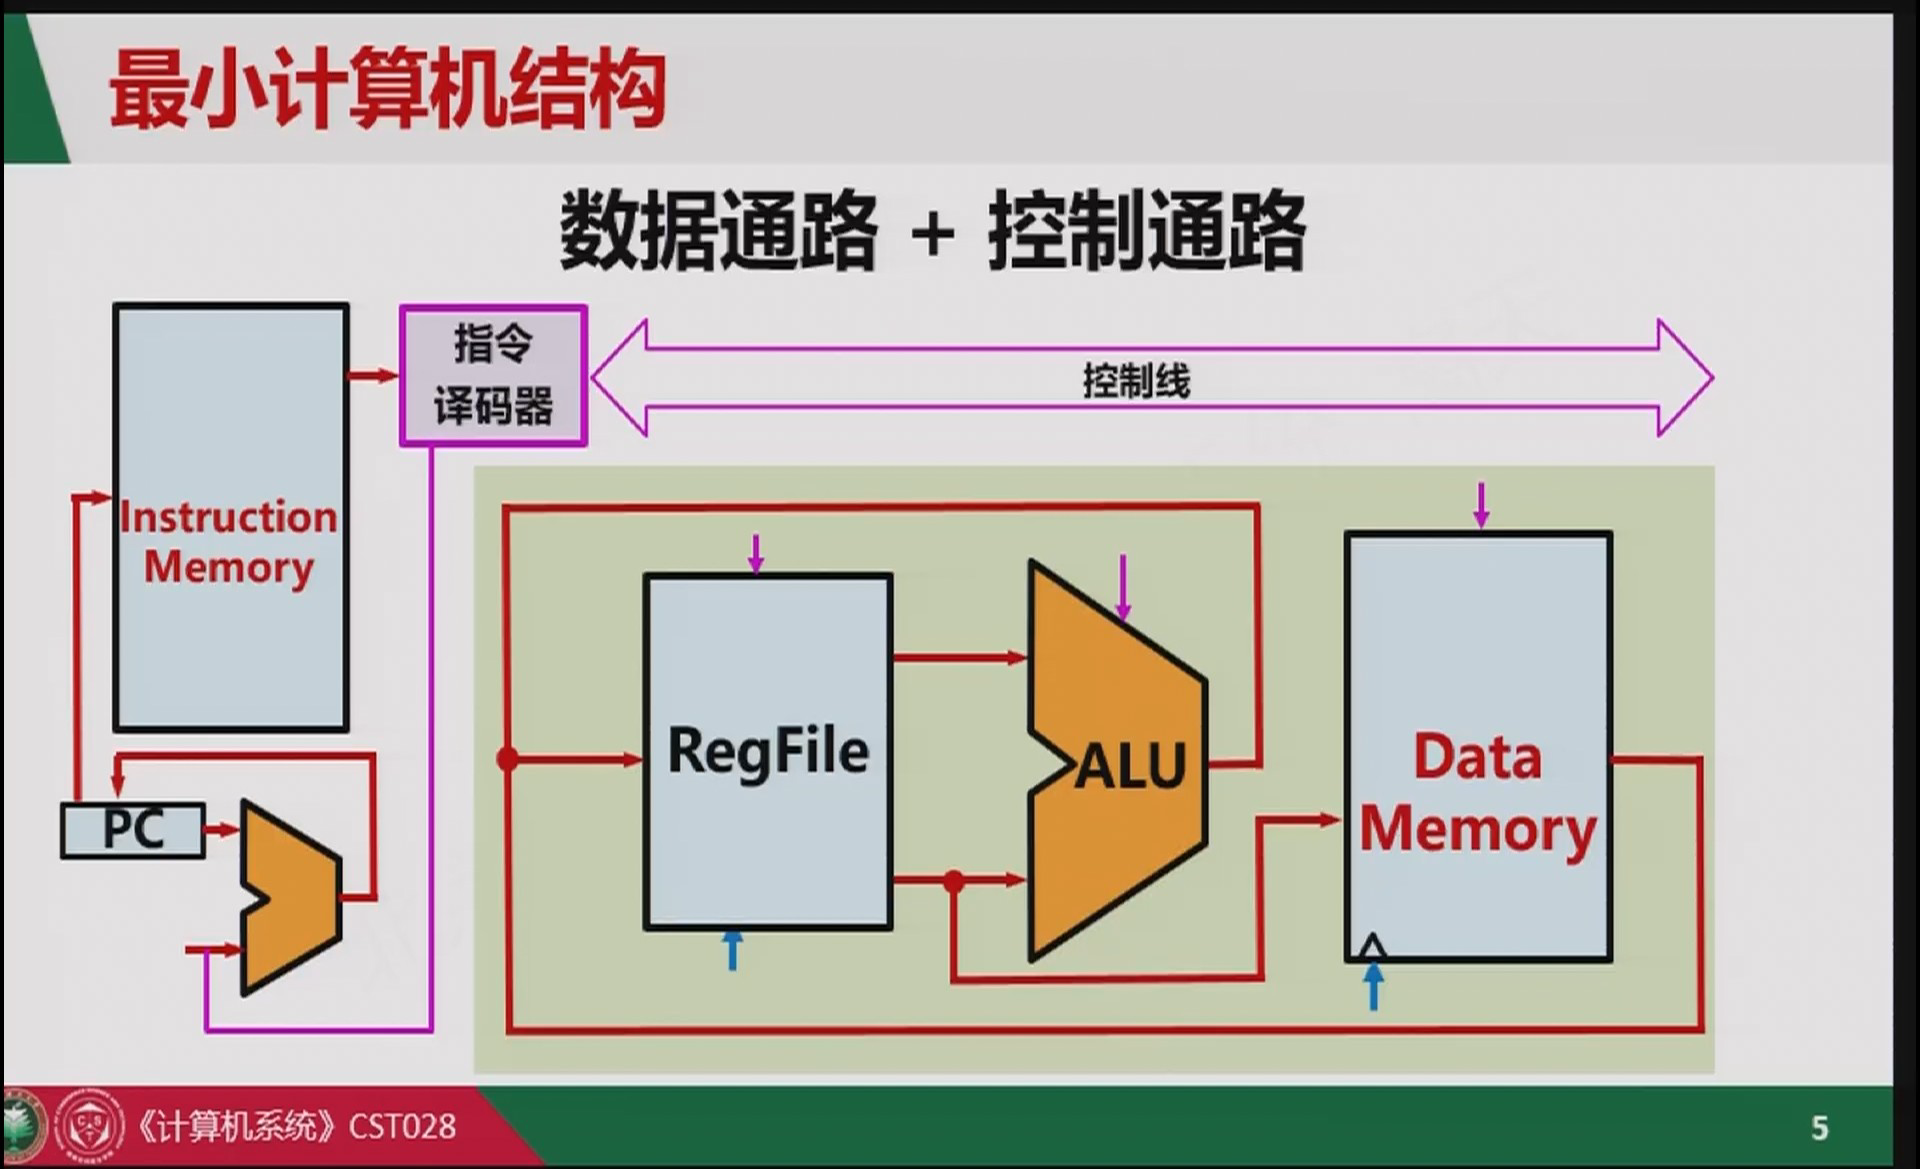 最小计算机结构
数据通路 + 控制通路
指令
译码器
控制线
Instruction
Memory
PC
RegFile
ALU
Data
Memory
《计算机系统》CST028
5